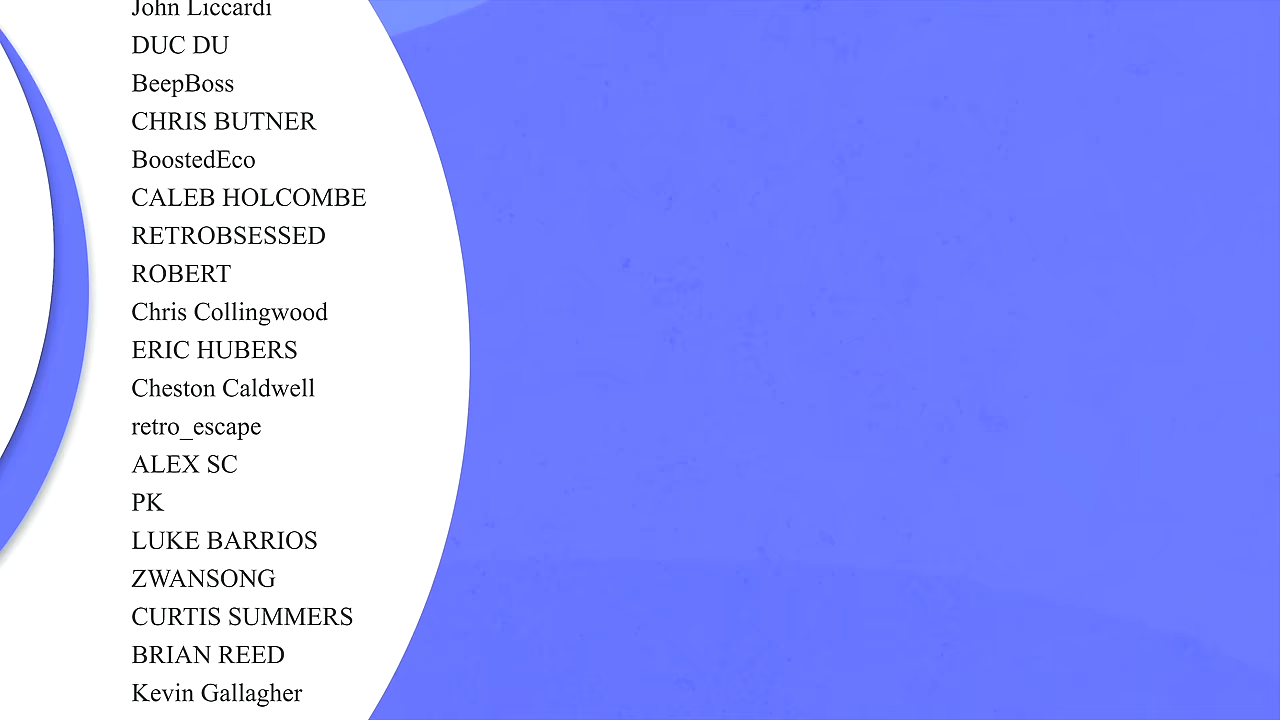 John Liccardi
DUC DU
BeepBoss
CHRIS BUTNER
BoostedEco
CALEB HOLCOMBE
RETROBSESSED
ROBERT
Chris Collingwood
ERIC HUBERS
Cheston Caldwell
retro_escape
ALEX SC
PK
LUKE BARRIOS
ZWANSONG
CURTIS SUMMERS
BRIAN REED
Kevin Gallagher